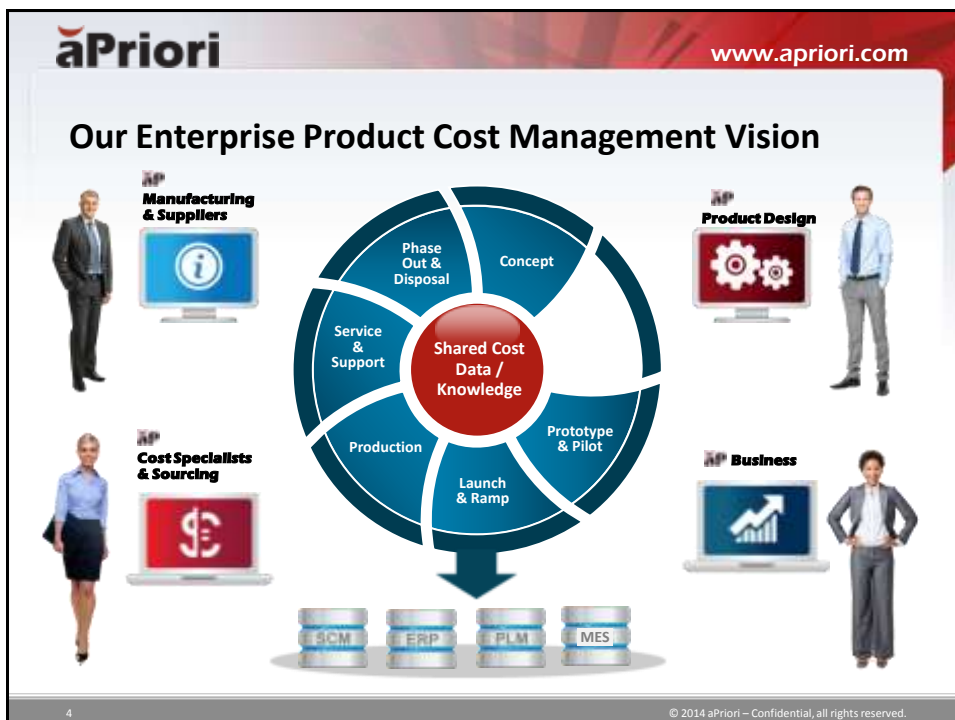 aPriori
www.apriori.com
Our Enterprise Product Cost Management Vision
aP
Manufacturing
& Suppliers
aP
Product Design
Phase
Out &
Disposal
Concept
Service
&
Support
Shared Cost
Data /
Knowledge
Production
Launch
& Ramp
Prototype
& Pilot
aP
Cost Specialists
& Sourcing
aP Business
SCM
ERP
PLM
MES
4
© 2014 aPriori – Confidential, all rights reserved.